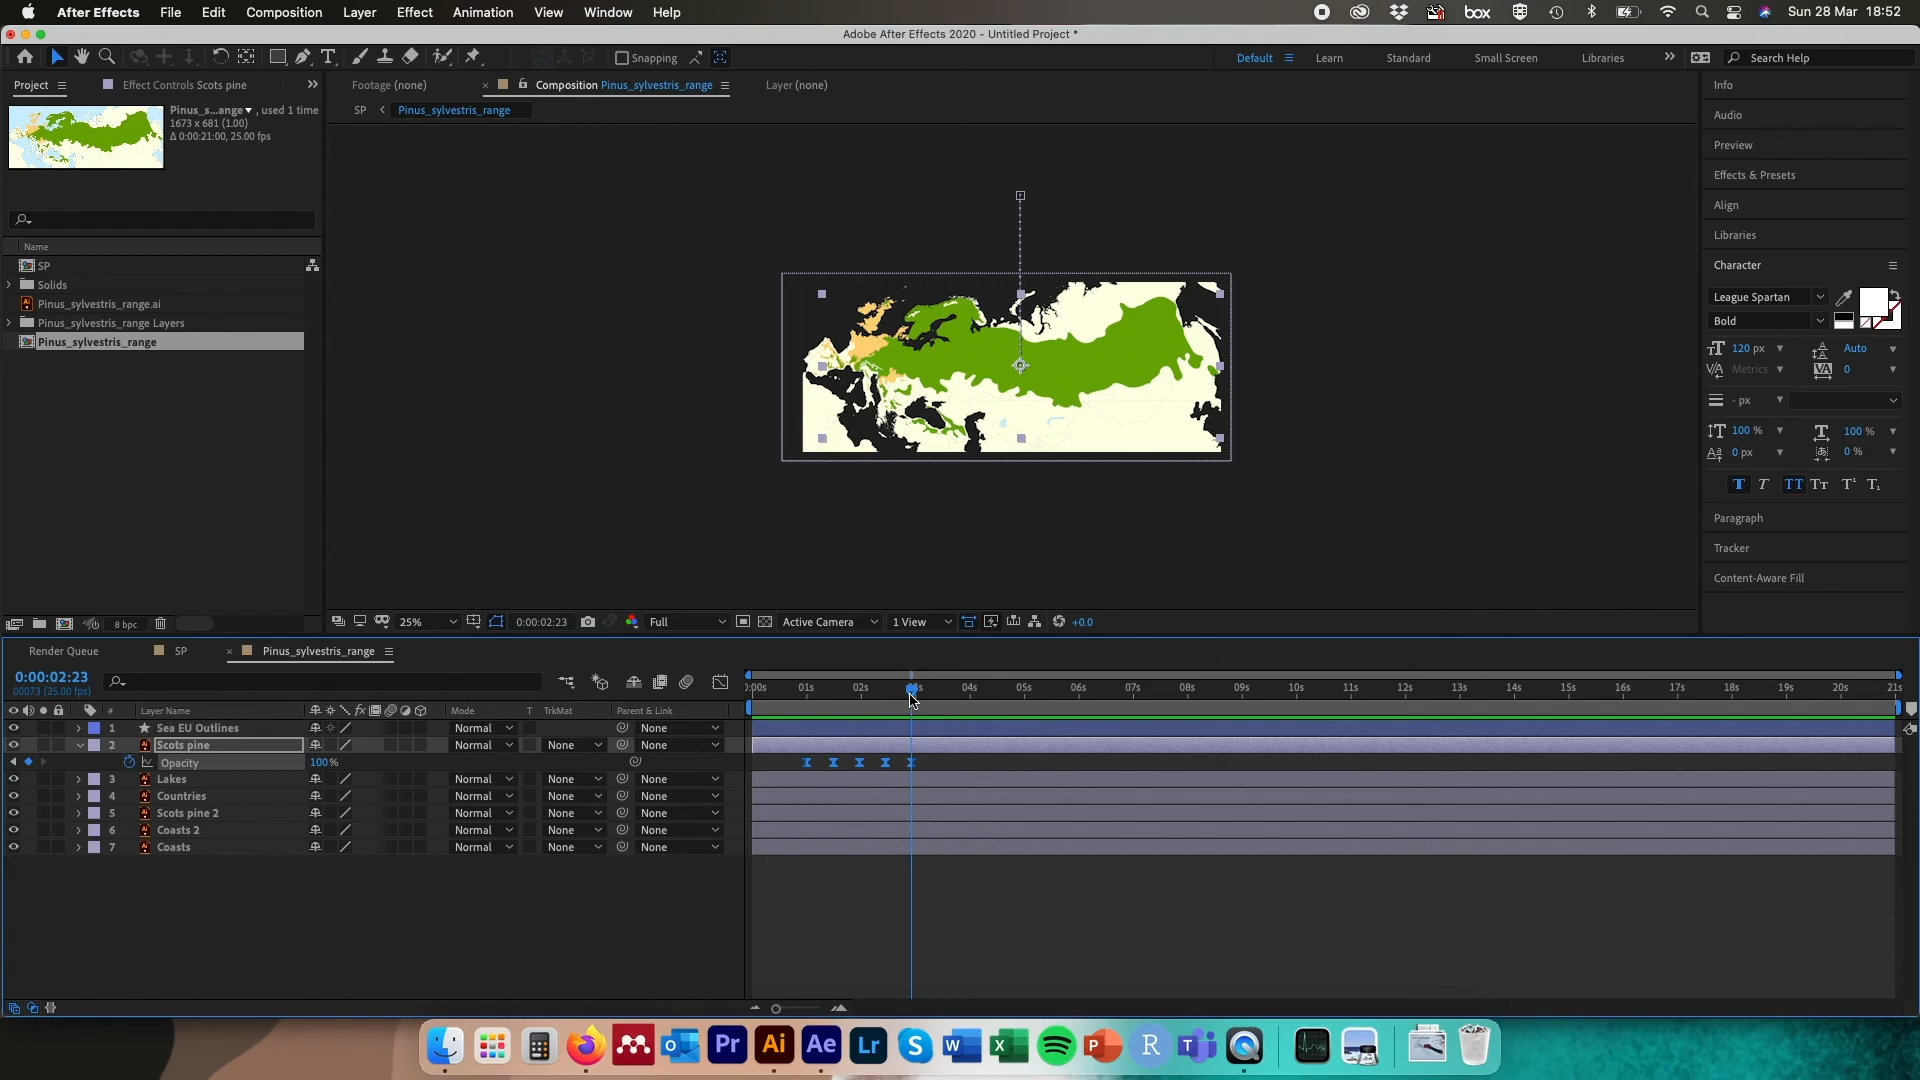 After Effects File Edit Composition Layer Effect Animation View Window Help box Sun 28 Mar 18:52
Adobe After Effects 2020 - Untitled Project *
Snapping Default Learn Standard Small Screen Libraries Search Help
Project Effect Controls Scots pine Footage (none) Composition Pinus_sylvestris_range Layer (none) Info
Pinus_s...ange , used 1 time
1673 x 681 (1.00)
Δ 0:00:21:00, 25.00 fps
SP Pinus_sylvestris_range
Audio
Preview
Effects & Presets
Align
Libraries
Character
League Spartan
Bold
120 px Auto
Metrics 0
- px
100 % 100 %
0 px 0 %
T T TT Tт T¹ T₁
Paragraph
Tracker
Content-Aware Fill
Name
SP
Solids
Pinus_sylvestris_range.ai
Pinus_sylvestris_range Layers
Pinus_sylvestris_range
8 bpc
25% 0:00:02:23 Full Active Camera 1 View +0.0
Render Queue SP Pinus_sylvestris_range
0:00:02:23
00073 (25.00 fps)
:00s 01s 02s 04s 05s 06s 07s 08s 09s 10s 11s 12s 13s 14s 15s 16s 17s 18s 19s 20s 21s
# Layer Name fx Mode T TrkMat Parent & Link
1 Sea EU Outlines Normal None
2 Scots pine Normal None None
Opacity 100%
3 Lakes Normal None None
4 Countries Normal None None
5 Scots pine 2 Normal None None
6 Coasts 2 Normal None None
7 Coasts Normal None None
Pr Ai Ae Lr S W X P R T